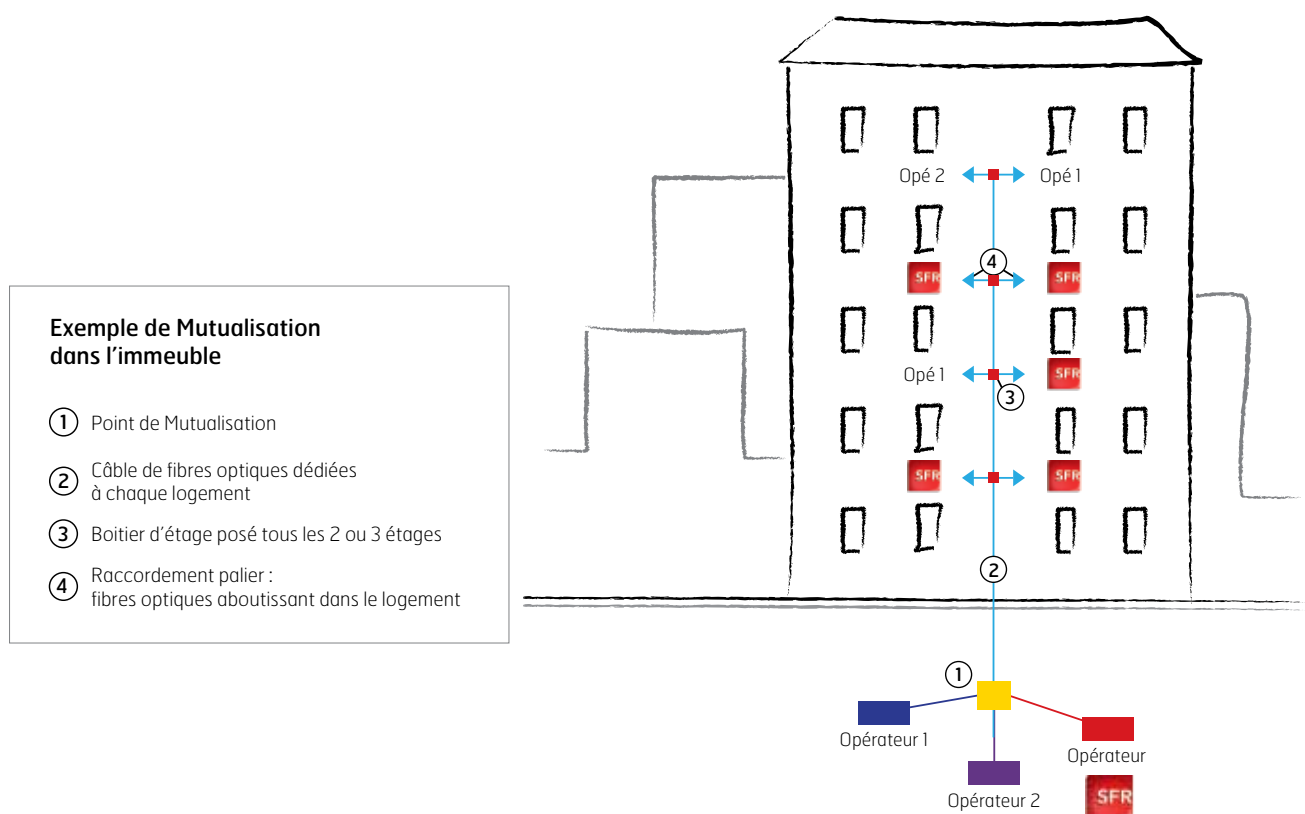 Exemple de Mutualisation
dans l'immeuble
1 Point de Mutualisation
2 Câble de fibres optiques dédiées
à chaque logement
3 Boitier d'étage posé tous les 2 ou 3 étages
4 Raccordement palier :
fibres optiques aboutissant dans le logement
Opé 2
Opé 1
4
SFR
SFR
Opé 1
SFR
3
SFR
SFR
2
1
Opérateur 1
Opérateur 2
Opérateur
SFR